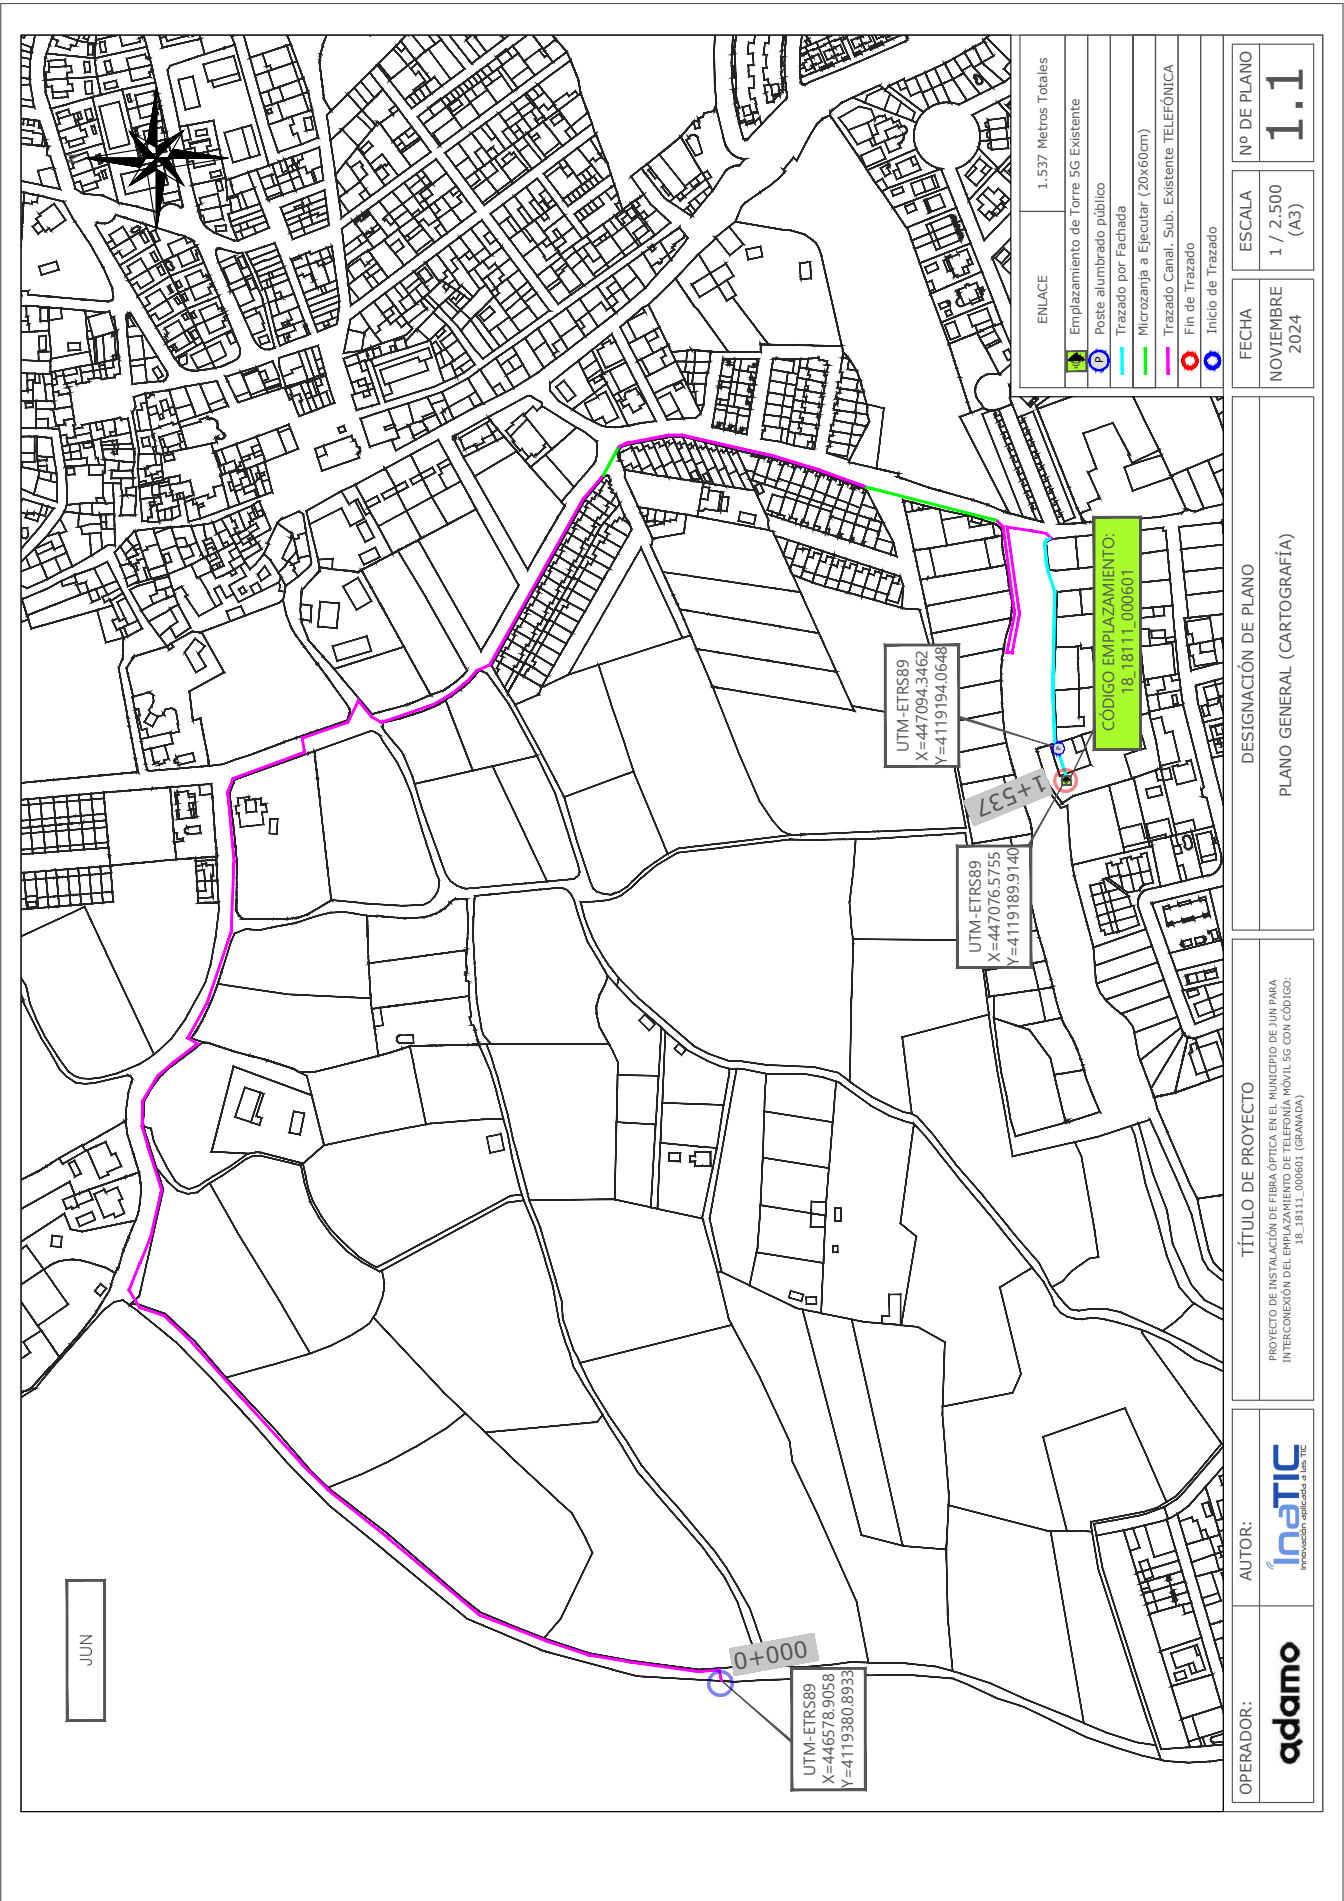 JUN
ENLACE
1.537 Metros Totales
Emplazamiento de Torre 5G Existente
P
Poste alumbrado público
Trazado por Fachada
Microzanja a Ejecutar (20x60cm)
Trazado Canal. Sub. Existente TELEFÓNICA
Fin de Trazado
Inicio de Trazado
UTM-ETRS89
X=446578.9058
Y=4119380.8933
0+000
UTM-ETRS89
X=447076.5755
Y=4119189.9140
1+537
UTM-ETRS89
X=447094.3462
Y=4119194.0648
P
CÓDIGO EMPLAZAMIENTO:
18_18111_000601
OPERADOR:
adamo
AUTOR:
inaTIC
Innovación aplicada a las TIC
TÍTULO DE PROYECTO
PROYECTO DE INSTALACIÓN DE FIBRA ÓPTICA EN EL MUNICIPIO DE JUN PARA
INTERCONEXIÓN DEL EMPLAZAMIENTO DE TELEFONÍA MÓVIL 5G CON CÓDIGO:
18_18111_000601 (GRANADA)
DESIGNACIÓN DE PLANO
PLANO GENERAL (CARTOGRAFÍA)
FECHA
NOVIEMBRE
2024
ESCALA
1 / 2.500
(A3)
Nº DE PLANO
1.1